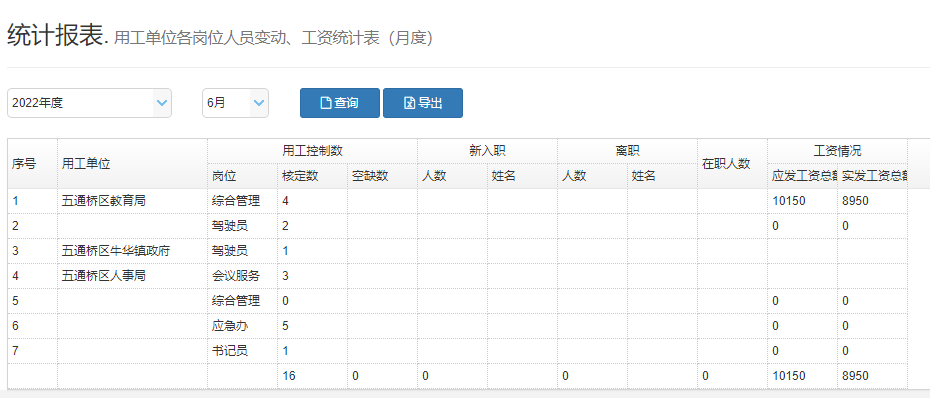 统计报表. 用工单位各岗位人员变动、工资统计表（月度）
2022年度 6月 查询 导出
序号 用工单位 用工控制数 新入职 离职 在职人数 工资情况
岗位 核定数 空缺数 人数 姓名 人数 姓名 应发工资总额 实发工资总额
1 五通桥区教育局 综合管理 4 10150 8950
2 驾驶员 2 0 0
3 五通桥区牛华镇政府 驾驶员 1
4 五通桥区人事局 会议服务 3
5 综合管理 0 0 0
6 应急办 5 0 0
7 书记员 1 0 0
16 0 0 0 0 10150 8950